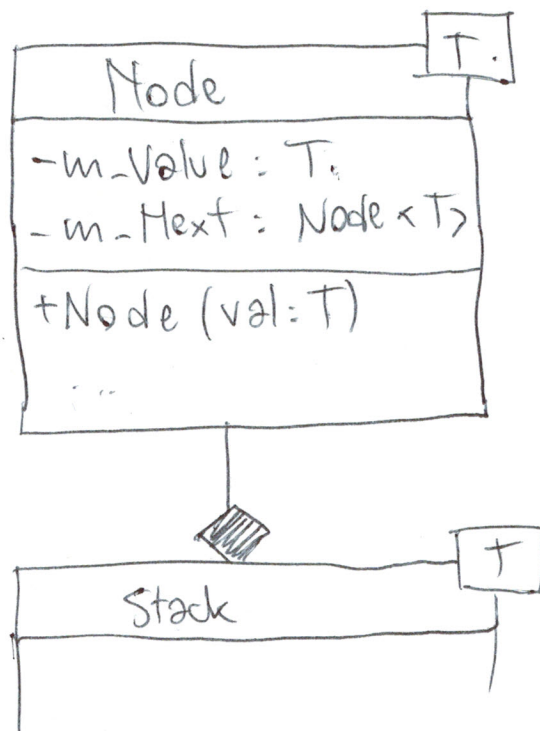 T.
Node
-m_Value : T.
-m_Next : Node<T>
+Node (val: T)
...
T
Stack